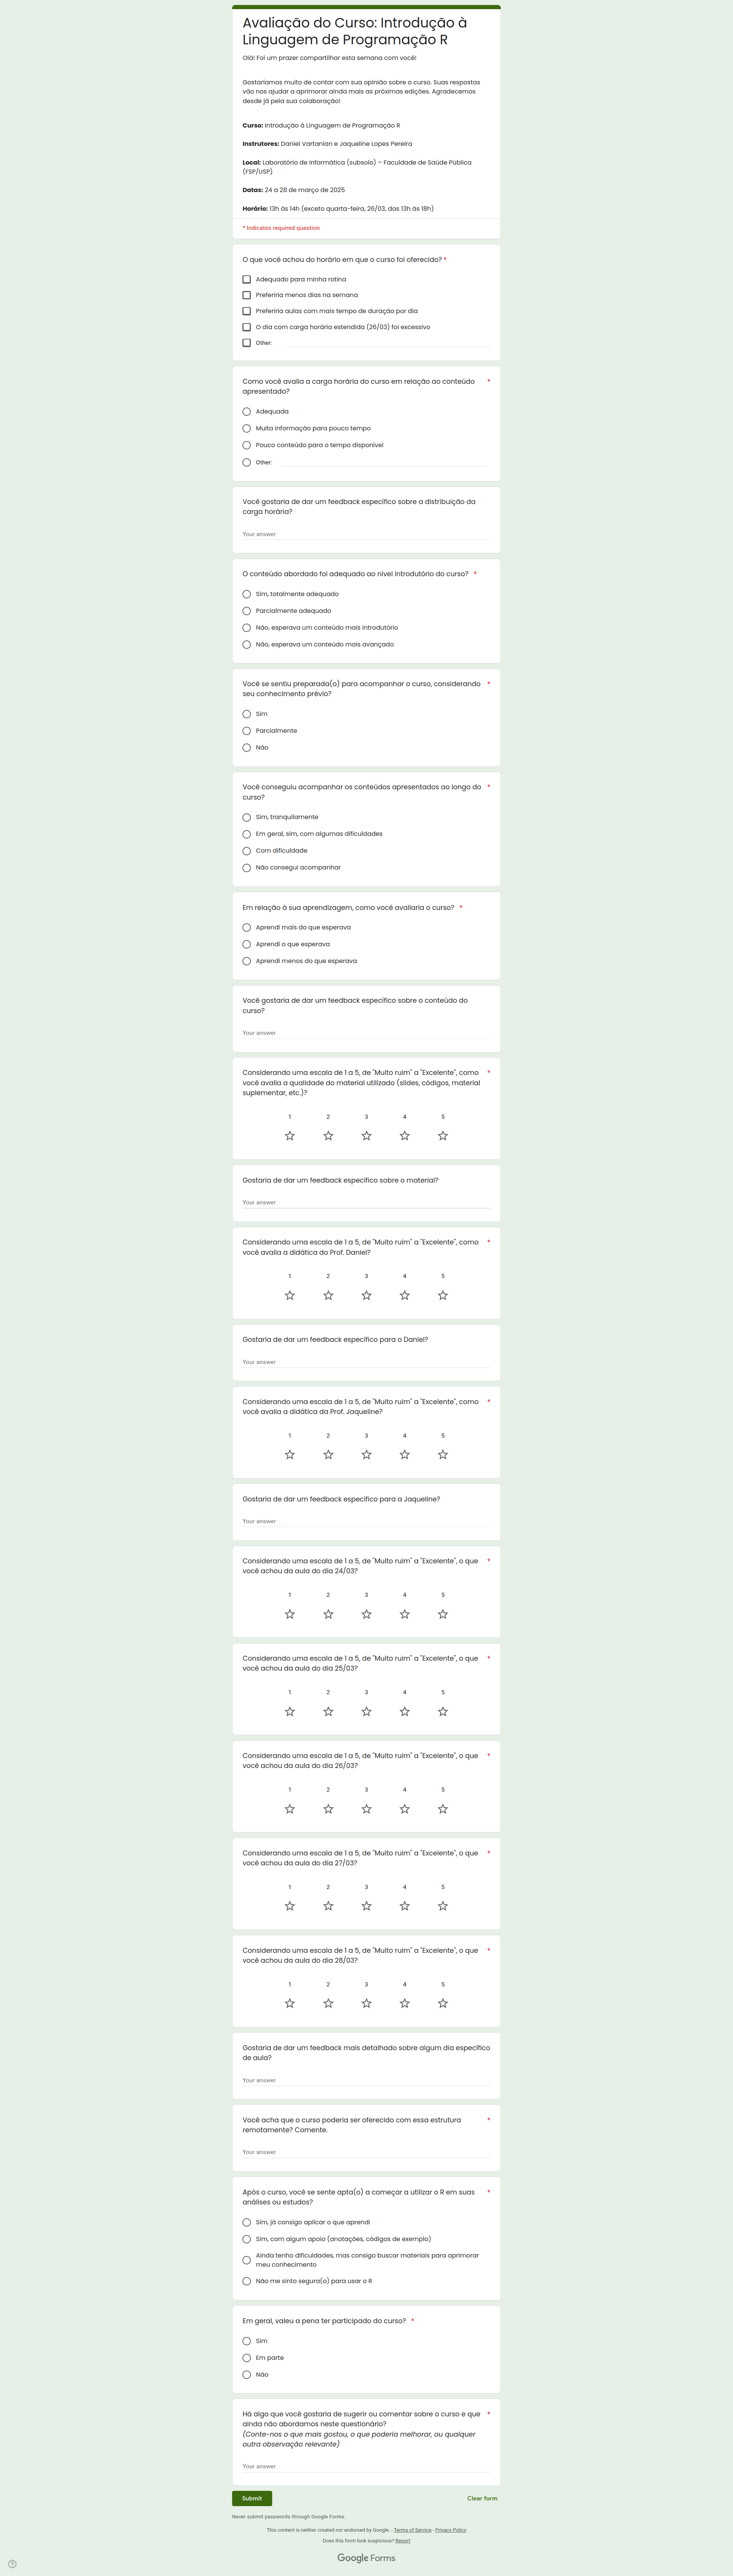 Avaliação do Curso: Introdução à
Linguagem de Programação R
Olá! Foi um prazer compartilhar esta semana com você!
Gostaríamos muito de contar com sua opinião sobre o curso. Suas respostas
vão nos ajudar a aprimorar ainda mais as próximas edições. Agradecemos
desde já pela sua colaboração!
Curso: Introdução à Linguagem de Programação R
Instrutores: Daniel Vartanian e Jaqueline Lopes Pereira
Local: Laboratório de Informática (subsolo) – Faculdade de Saúde Pública
(FSP/USP)
Datas: 24 a 28 de março de 2025
Horário: 13h às 14h (exceto quarta-feira, 26/03, das 13h às 18h)
* Indicates required question
O que você achou do horário em que o curso foi oferecido? *
Adequado para minha rotina
Preferiria menos dias na semana
Preferiria aulas com mais tempo de duração por dia
O dia com carga horária estendida (26/03) foi excessivo
Other:
Como você avalia a carga horária do curso em relação ao conteúdo *
apresentado?
Adequada
Muita informação para pouco tempo
Pouco conteúdo para o tempo disponível
Other:
Você gostaria de dar um feedback específico sobre a distribuição da
carga horária?
Your answer
O conteúdo abordado foi adequado ao nível introdutório do curso? *
Sim, totalmente adequado
Parcialmente adequado
Não, esperava um conteúdo mais introdutório
Não, esperava um conteúdo mais avançado
Você se sentiu preparada(o) para acompanhar o curso, considerando *
seu conhecimento prévio?
Sim
Parcialmente
Não
Você conseguiu acompanhar os conteúdos apresentados ao longo do *
curso?
Sim, tranquilamente
Em geral, sim, com algumas dificuldades
Com dificuldade
Não consegui acompanhar
Em relação à sua aprendizagem, como você avaliaria o curso? *
Aprendi mais do que esperava
Aprendi o que esperava
Aprendi menos do que esperava
Você gostaria de dar um feedback específico sobre o conteúdo do
curso?
Your answer
Considerando uma escala de 1 a 5, de "Muito ruim" a "Excelente", como *
você avalia a qualidade do material utilizado (slides, códigos, material
suplementar, etc.)?
1 2 3 4 5
Gostaria de dar um feedback específico sobre o material?
Your answer
Considerando uma escala de 1 a 5, de "Muito ruim" a "Excelente", como *
você avalia a didática do Prof. Daniel?
1 2 3 4 5
Gostaria de dar um feedback específico para o Daniel?
Your answer
Considerando uma escala de 1 a 5, de "Muito ruim" a "Excelente", como *
você avalia a didática da Prof. Jaqueline?
1 2 3 4 5
Gostaria de dar um feedback específico para a Jaqueline?
Your answer
Considerando uma escala de 1 a 5, de "Muito ruim" a "Excelente", o que *
você achou da aula do dia 24/03?
1 2 3 4 5
Considerando uma escala de 1 a 5, de "Muito ruim" a "Excelente", o que *
você achou da aula do dia 25/03?
1 2 3 4 5
Considerando uma escala de 1 a 5, de "Muito ruim" a "Excelente", o que *
você achou da aula do dia 26/03?
1 2 3 4 5
Considerando uma escala de 1 a 5, de "Muito ruim" a "Excelente", o que *
você achou da aula do dia 27/03?
1 2 3 4 5
Considerando uma escala de 1 a 5, de "Muito ruim" a "Excelente", o que *
você achou da aula do dia 28/03?
1 2 3 4 5
Gostaria de dar um feedback mais detalhado sobre algum dia específico
de aula?
Your answer
Você acha que o curso poderia ser oferecido com essa estrutura *
remotamente? Comente.
Your answer
Após o curso, você se sente apta(o) a começar a utilizar o R em suas *
análises ou estudos?
Sim, já consigo aplicar o que aprendi
Sim, com algum apoio (anotações, códigos de exemplo)
Ainda tenho dificuldades, mas consigo buscar materiais para aprimorar
meu conhecimento
Não me sinto segura(o) para usar o R
Em geral, valeu a pena ter participado do curso? *
Sim
Em parte
Não
Há algo que você gostaria de sugerir ou comentar sobre o curso e que *
ainda não abordamos neste questionário?
(Conte-nos o que mais gostou, o que poderia melhorar, ou qualquer
outra observação relevante)
Your answer
Submit
Clear form
Never submit passwords through Google Forms.
This content is neither created nor endorsed by Google. - Terms of Service - Privacy Policy
Does this form look suspicious? Report
Google Forms